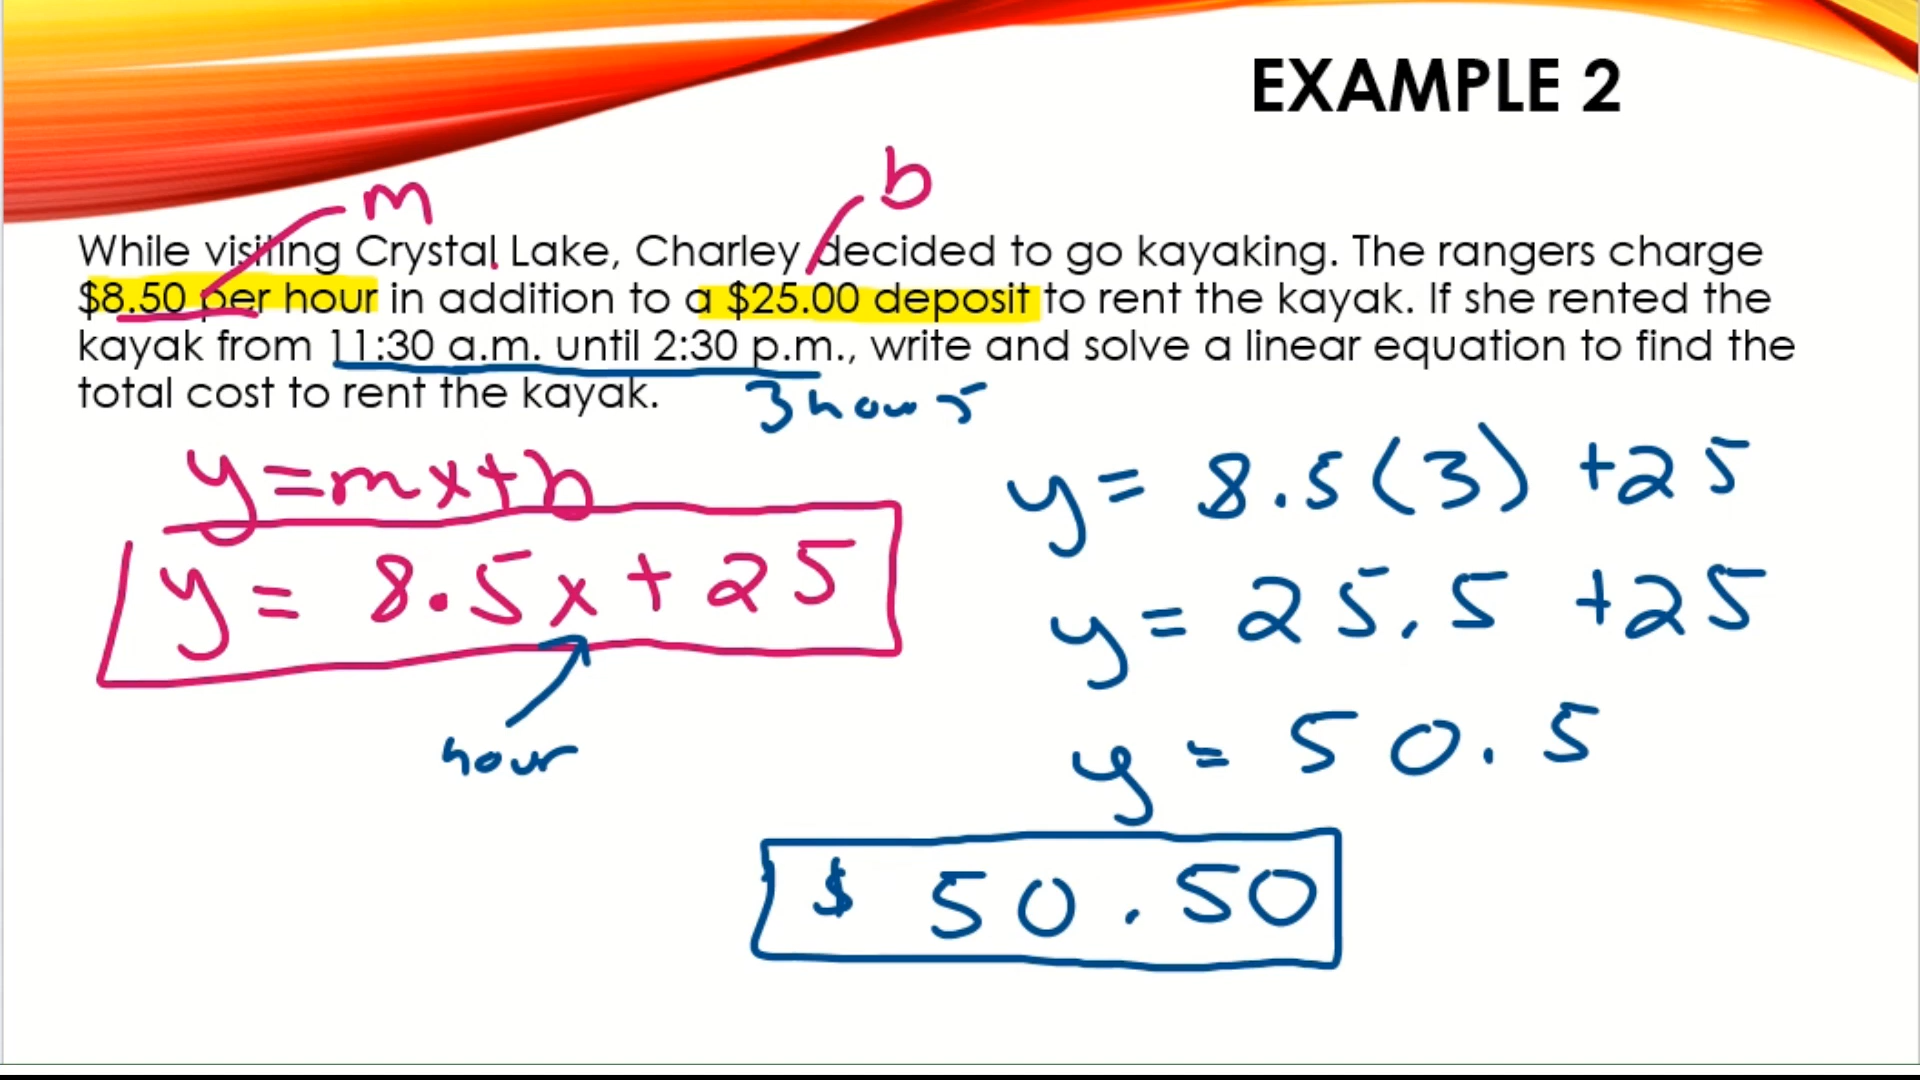 EXAMPLE 2
m
b
While visiting Crystal Lake, Charley decided to go kayaking. The rangers charge
$8.50 per hour in addition to a $25.00 deposit to rent the kayak. If she rented the
kayak from 11:30 a.m. until 2:30 p.m., write and solve a linear equation to find the
total cost to rent the kayak.
3 hours
y=mx+b
y = 8.5x+25
hour
y= 8.5(3) +25
y= 25.5 +25
y = 50.5
$ 50.50